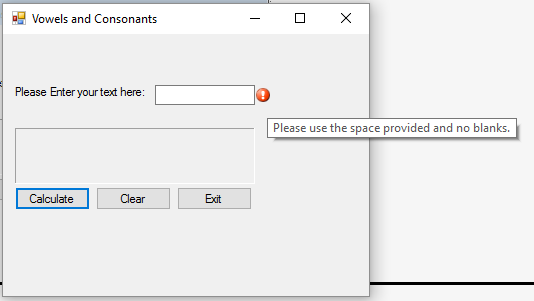 Vowels and Consonants
Please Enter your text here:
Please use the space provided and no blanks.
Calculate Clear Exit